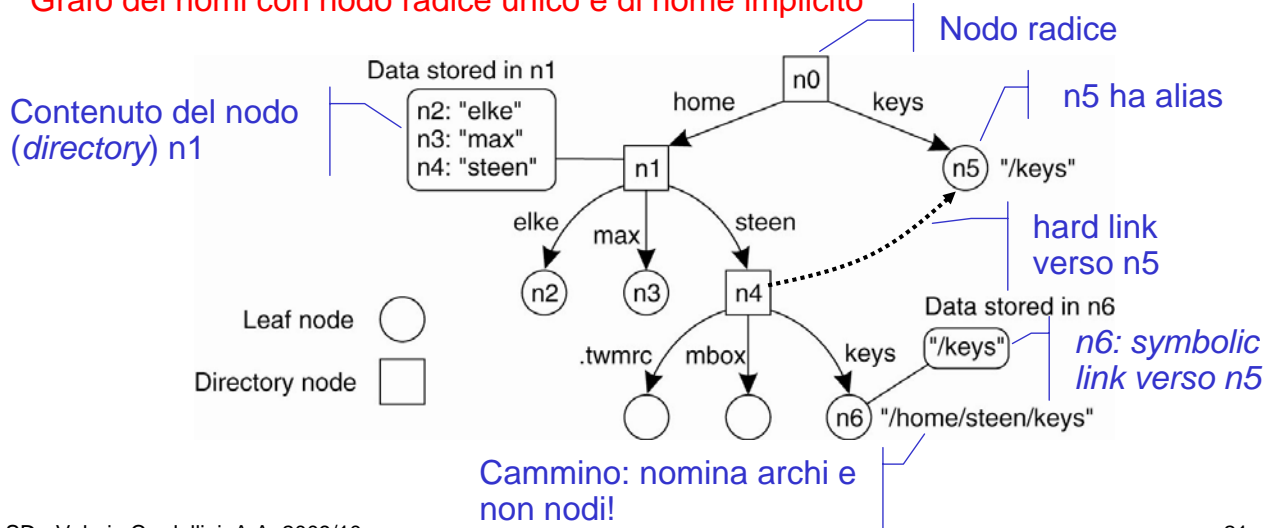 Grafo dei nomi con nodo radice unico e di nome implicito
Nodo radice
Data stored in n1
n0
Contenuto del nodo
(directory) n1
n2: "elke"
n3: "max"
n4: "steen"
home
keys
n5 ha alias
n1
n5
"/keys"
elke
max
steen
hard link
verso n5
n2
n3
n4
Data stored in n6
Leaf node
.twmrc
mbox
keys
"/keys"
n6: symbolic
link verso n5
Directory node
n6
"/home/steen/keys"
Cammino: nomina archi e
non nodi!